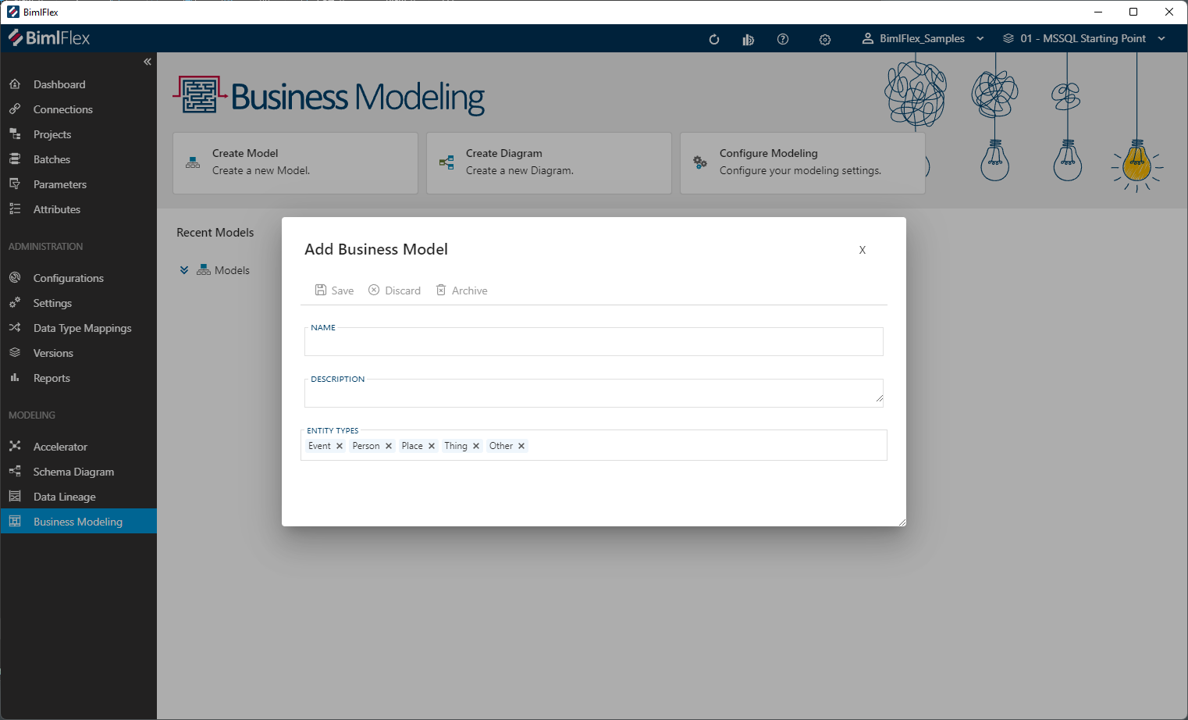 BimlFlex
BimlFlex
BimlFlex_Samples
01 - MSSQL Starting Point
Dashboard
Connections
Projects
Batches
Parameters
Attributes
ADMINISTRATION
Configurations
Settings
Data Type Mappings
Versions
Reports
MODELING
Accelerator
Schema Diagram
Data Lineage
Business Modeling
Business Modeling
Create Model
Create a new Model.
Create Diagram
Create a new Diagram.
Configure Modeling
Configure your modeling settings.
Recent Models
Models
Add Business Model
X
Save Discard Archive
NAME
DESCRIPTION
ENTITY TYPES
Event × Person × Place × Thing × Other ×